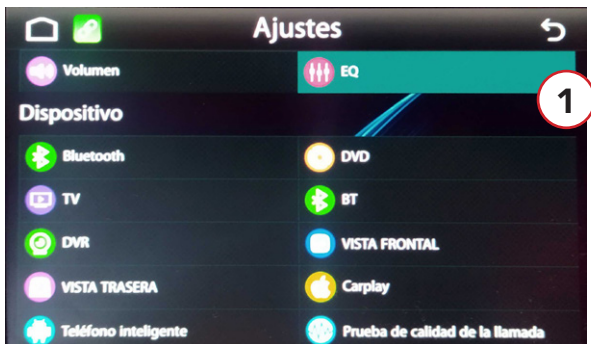 Ajustes
Volumen
EQ
1
Dispositivo
Bluetooth
DVD
TV
BT
DVR
VISTA FRONTAL
VISTA TRASERA
Carplay
Teléfono inteligente
Prueba de calidad de la llamada